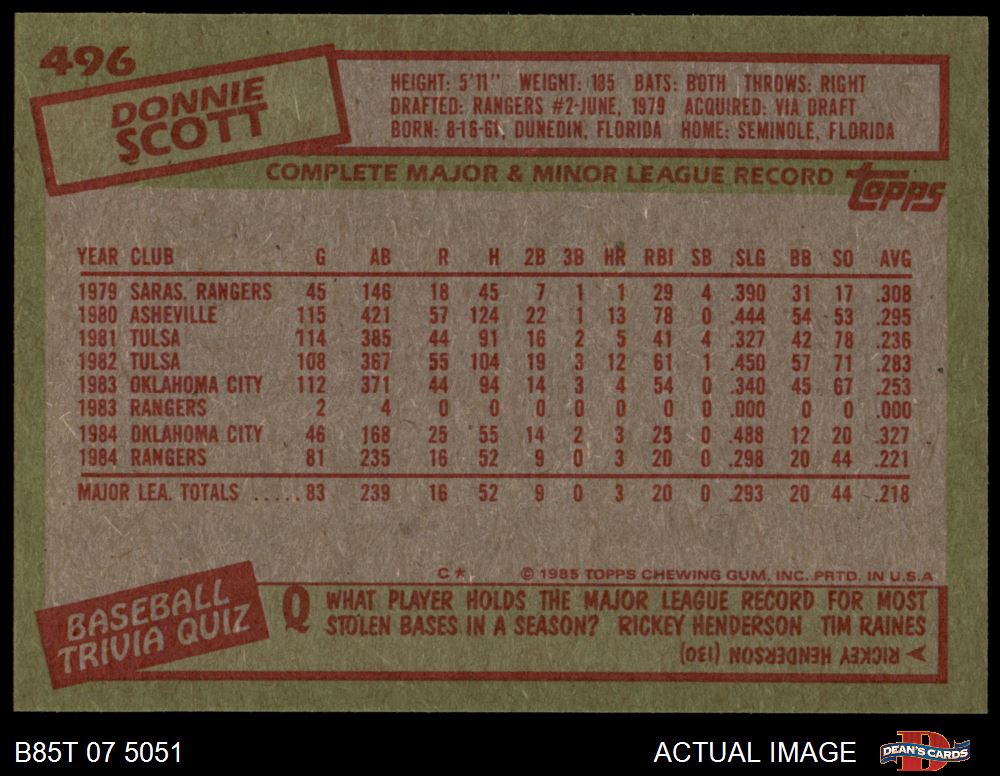 496
DONNIE
SCOTT
HEIGHT: 5'11" WEIGHT: 185 BATS: BOTH THROWS: RIGHT
DRAFTED: RANGERS #2-JUNE, 1979 ACQUIRED: VIA DRAFT
BORN: 8-16-61, DUNEDIN, FLORIDA HOME: SEMINOLE, FLORIDA
COMPLETE MAJOR & MINOR LEAGUE RECORD
topps
YEAR CLUB G AB R H 2B 3B HR RBI SB SLG BB SO AVG
1979 SARAS. RANGERS 45 146 18 45 7 1 1 29 4 .390 31 17 .308
1980 ASHEVILLE 115 421 57 124 22 1 13 78 0 .444 54 53 .295
1981 TULSA 114 385 44 91 16 2 5 41 4 .327 42 78 .236
1982 TULSA 108 367 55 104 19 3 12 61 1 .450 57 71 .283
1983 OKLAHOMA CITY 112 371 44 94 14 3 4 54 0 .340 45 67 .253
1983 RANGERS 2 4 0 0 0 0 0 0 0 .000 0 0 .000
1984 OKLAHOMA CITY 46 168 25 55 14 2 3 25 0 .488 12 20 .327
1984 RANGERS 81 235 16 52 9 0 3 20 0 .298 20 44 .221
MAJOR LEA. TOTALS .....83 239 16 52 9 0 3 20 0 .293 20 44 .218
C* © 1985 TOPPS CHEWING GUM, INC. PRTD. IN U.S.A.
BASEBALL
TRIVIA QUIZ
Q WHAT PLAYER HOLDS THE MAJOR LEAGUE RECORD FOR MOST
STOLEN BASES IN A SEASON? RICKEY HENDERSON TIM RAINES
RICKEY HENDERSON (130)
B85T 07 5051
ACTUAL IMAGE
D
DEAN'S CARDS